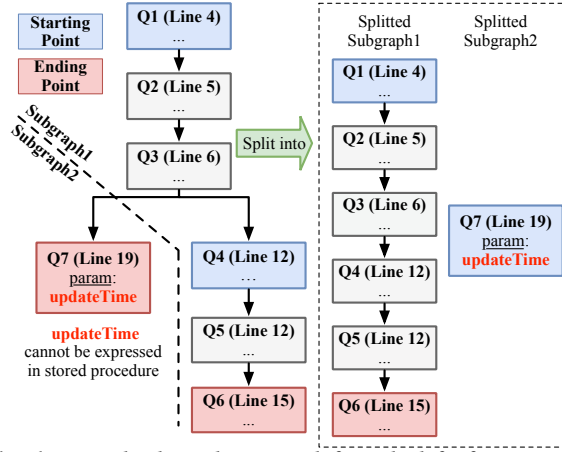 Starting
Point
Ending
Point
Subgraph1
Subgraph2
Q1 (Line 4)
...
Q2 (Line 5)
...
Q3 (Line 6)
...
Q7 (Line 19)
param:
updateTime
updateTime
cannot be expressed
in stored procedure
Q4 (Line 12)
...
Q5 (Line 12)
...
Q6 (Line 15)
...
Split into
Splitted
Subgraph1
Splitted
Subgraph2
Q1 (Line 4)
...
Q2 (Line 5)
...
Q3 (Line 6)
...
Q4 (Line 12)
...
Q5 (Line 12)
...
Q6 (Line 15)
...
Q7 (Line 19)
param:
updateTime